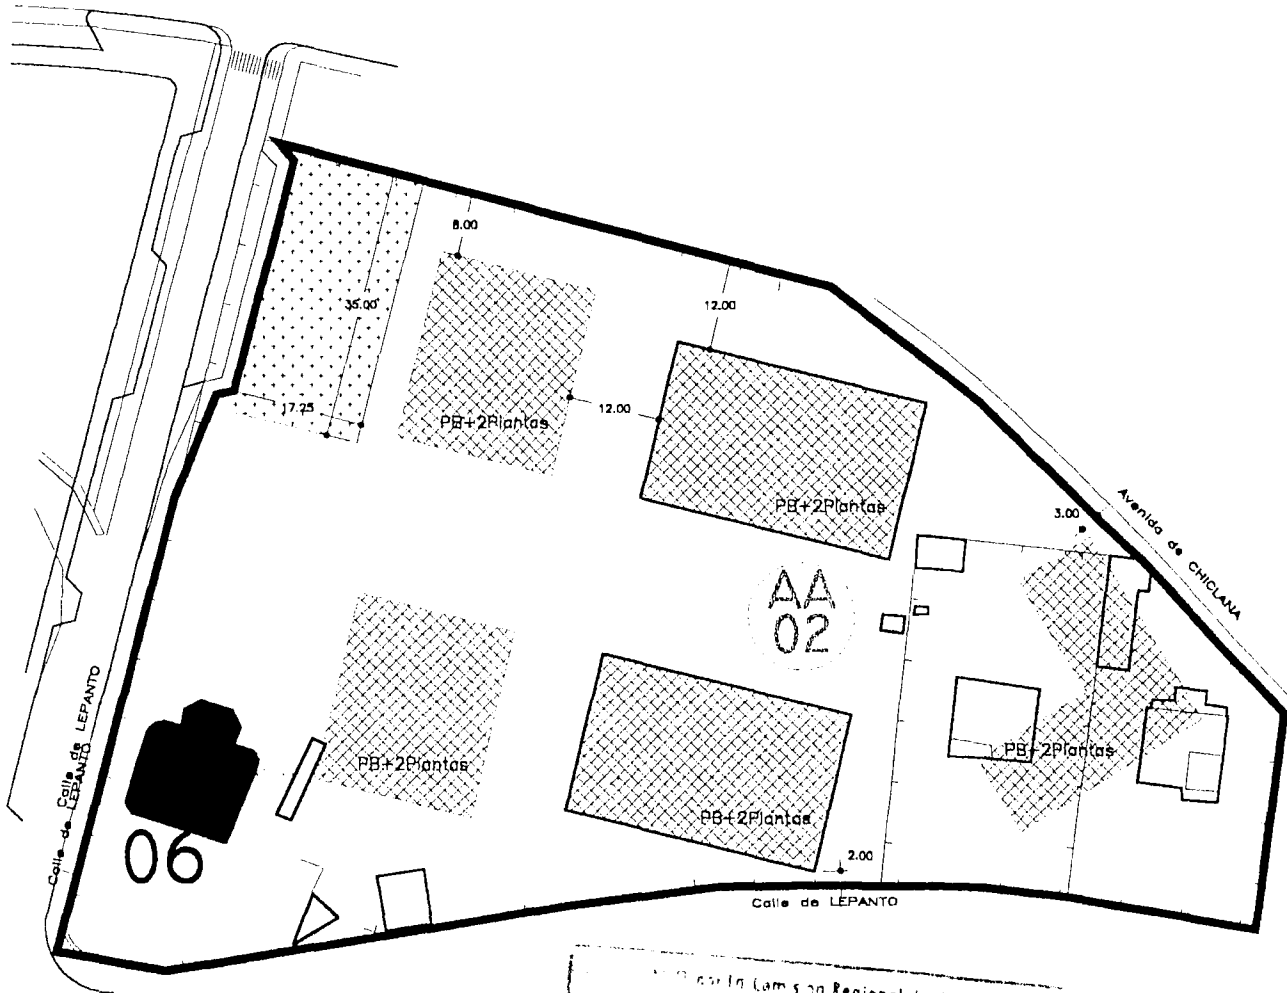 8.00
12.00
35.00
17.25
12.00
PB+2Plantas
PB+2Plantas
3.00
Avenida de CHICLANA
AA
02
Calle de LEPANTO
Calle de LEPANTO
PB+2Plantas
PB+2Plantas
PB+2Plantas
06
2.00
Calle de LEPANTO
Regional